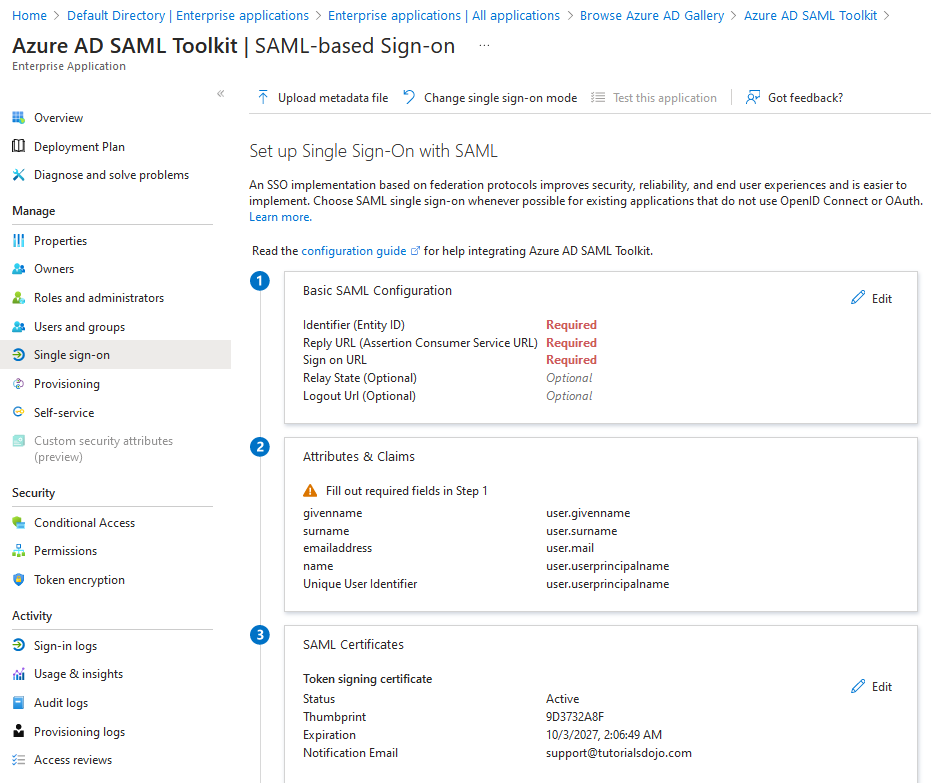 Home > Default Directory | Enterprise applications > Enterprise applications | All applications > Browse Azure AD Gallery > Azure AD SAML Toolkit >
Azure AD SAML Toolkit | SAML-based Sign-on ...
Enterprise Application
«
Overview
Deployment Plan
Diagnose and solve problems
Manage
Properties
Owners
Roles and administrators
Users and groups
Single sign-on
Provisioning
Self-service
Custom security attributes
(preview)
Security
Conditional Access
Permissions
Token encryption
Activity
Sign-in logs
Usage & insights
Audit logs
Provisioning logs
Access reviews
Upload metadata file Change single sign-on mode Test this application Got feedback?
Set up Single Sign-On with SAML
An SSO implementation based on federation protocols improves security, reliability, and end user experiences and is easier to
implement. Choose SAML single sign-on whenever possible for existing applications that do not use OpenID Connect or OAuth.
Learn more.
Read the configuration guide for help integrating Azure AD SAML Toolkit.
1
Basic SAML Configuration
Edit
Identifier (Entity ID) Required
Reply URL (Assertion Consumer Service URL) Required
Sign on URL Required
Relay State (Optional) Optional
Logout Url (Optional) Optional
2
Attributes & Claims
Fill out required fields in Step 1
givenname user.givenname
surname user.surname
emailaddress user.mail
name user.userprincipalname
Unique User Identifier user.userprincipalname
3
SAML Certificates
Token signing certificate
Edit
Status Active
Thumbprint 9D3732A8F
Expiration 10/3/2027, 2:06:49 AM
Notification Email support@tutorialsdojo.com